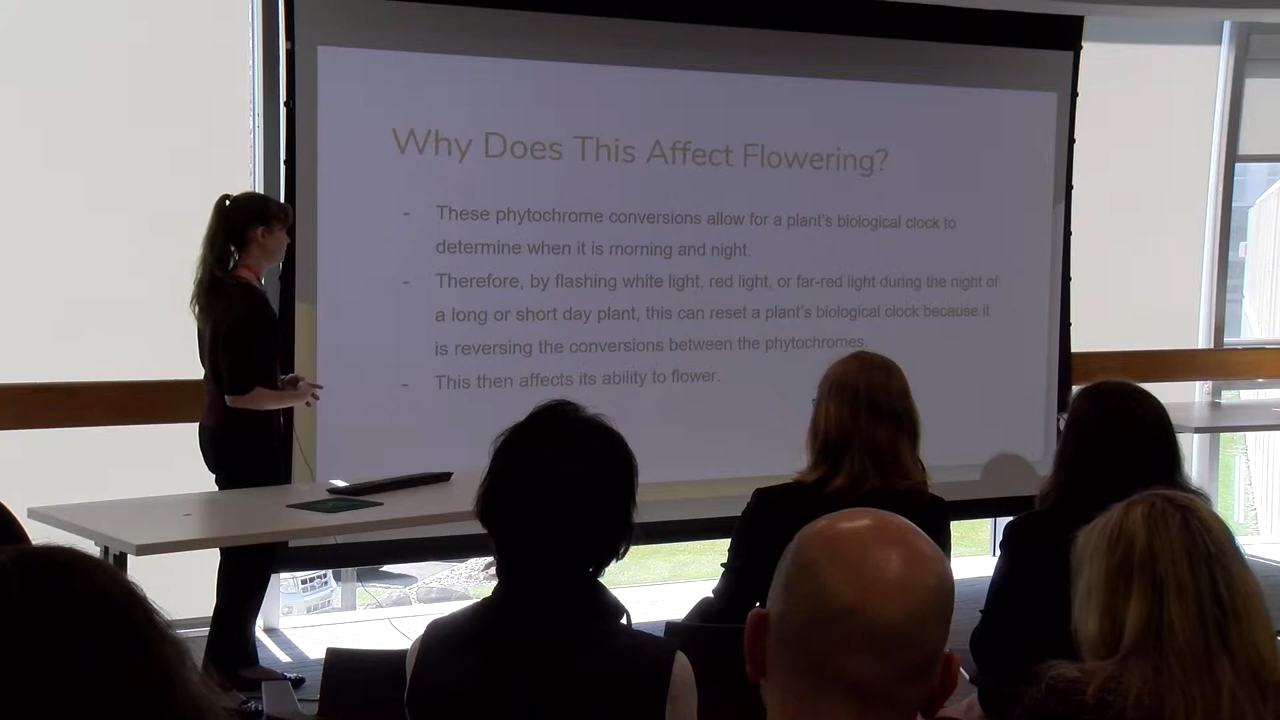 Why Does This Affect Flowering?
- These phytochrome conversions allow for a plant's biological clock to
determine when it is morning and night.
- Therefore, by flashing white light, red light, or far-red light during the night of
a long or short day plant, this can reset a plant's biological clock because it
is reversing the conversions between the phytochromes.
- This then affects its ability to flower.